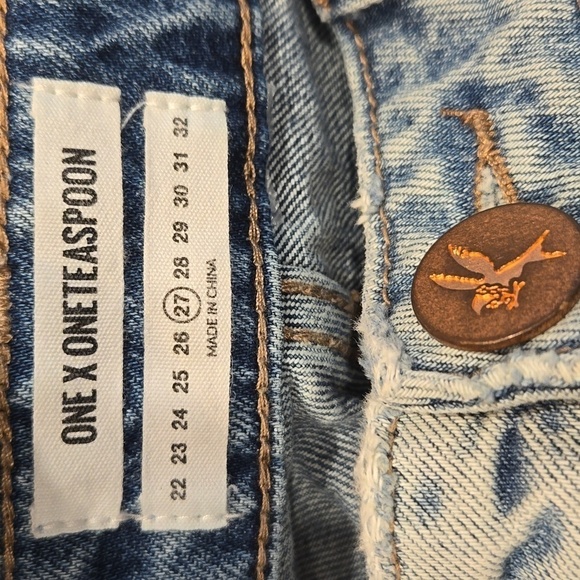 ONE X ONETEASPOON
22 23 24 25 26 27 28 29 30 31 32
MADE IN CHINA